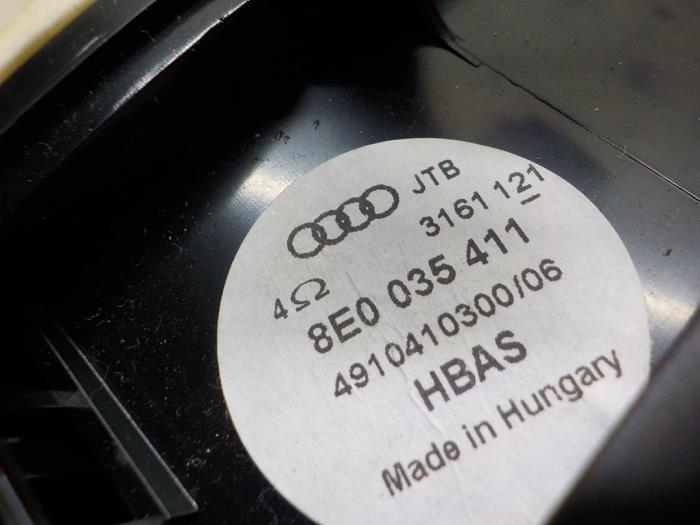 JTB
3161 121
4Ω
8E0 035 411
4910410300/06
HBAS
Made in Hungary